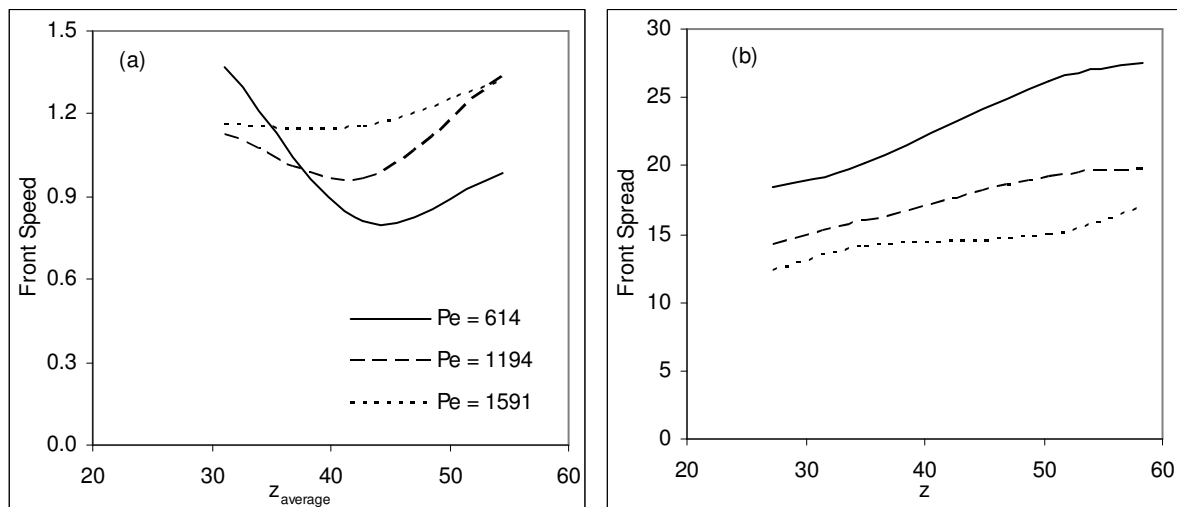 (a)
Front Speed
1.5
1.2
0.9
0.6
0.3
0.0
Pe = 614
Pe = 1194
Pe = 1591
20 30 40 50 60
z average
(b)
Front Spread
30
25
20
15
10
5
0
20 30 40 50 60
z